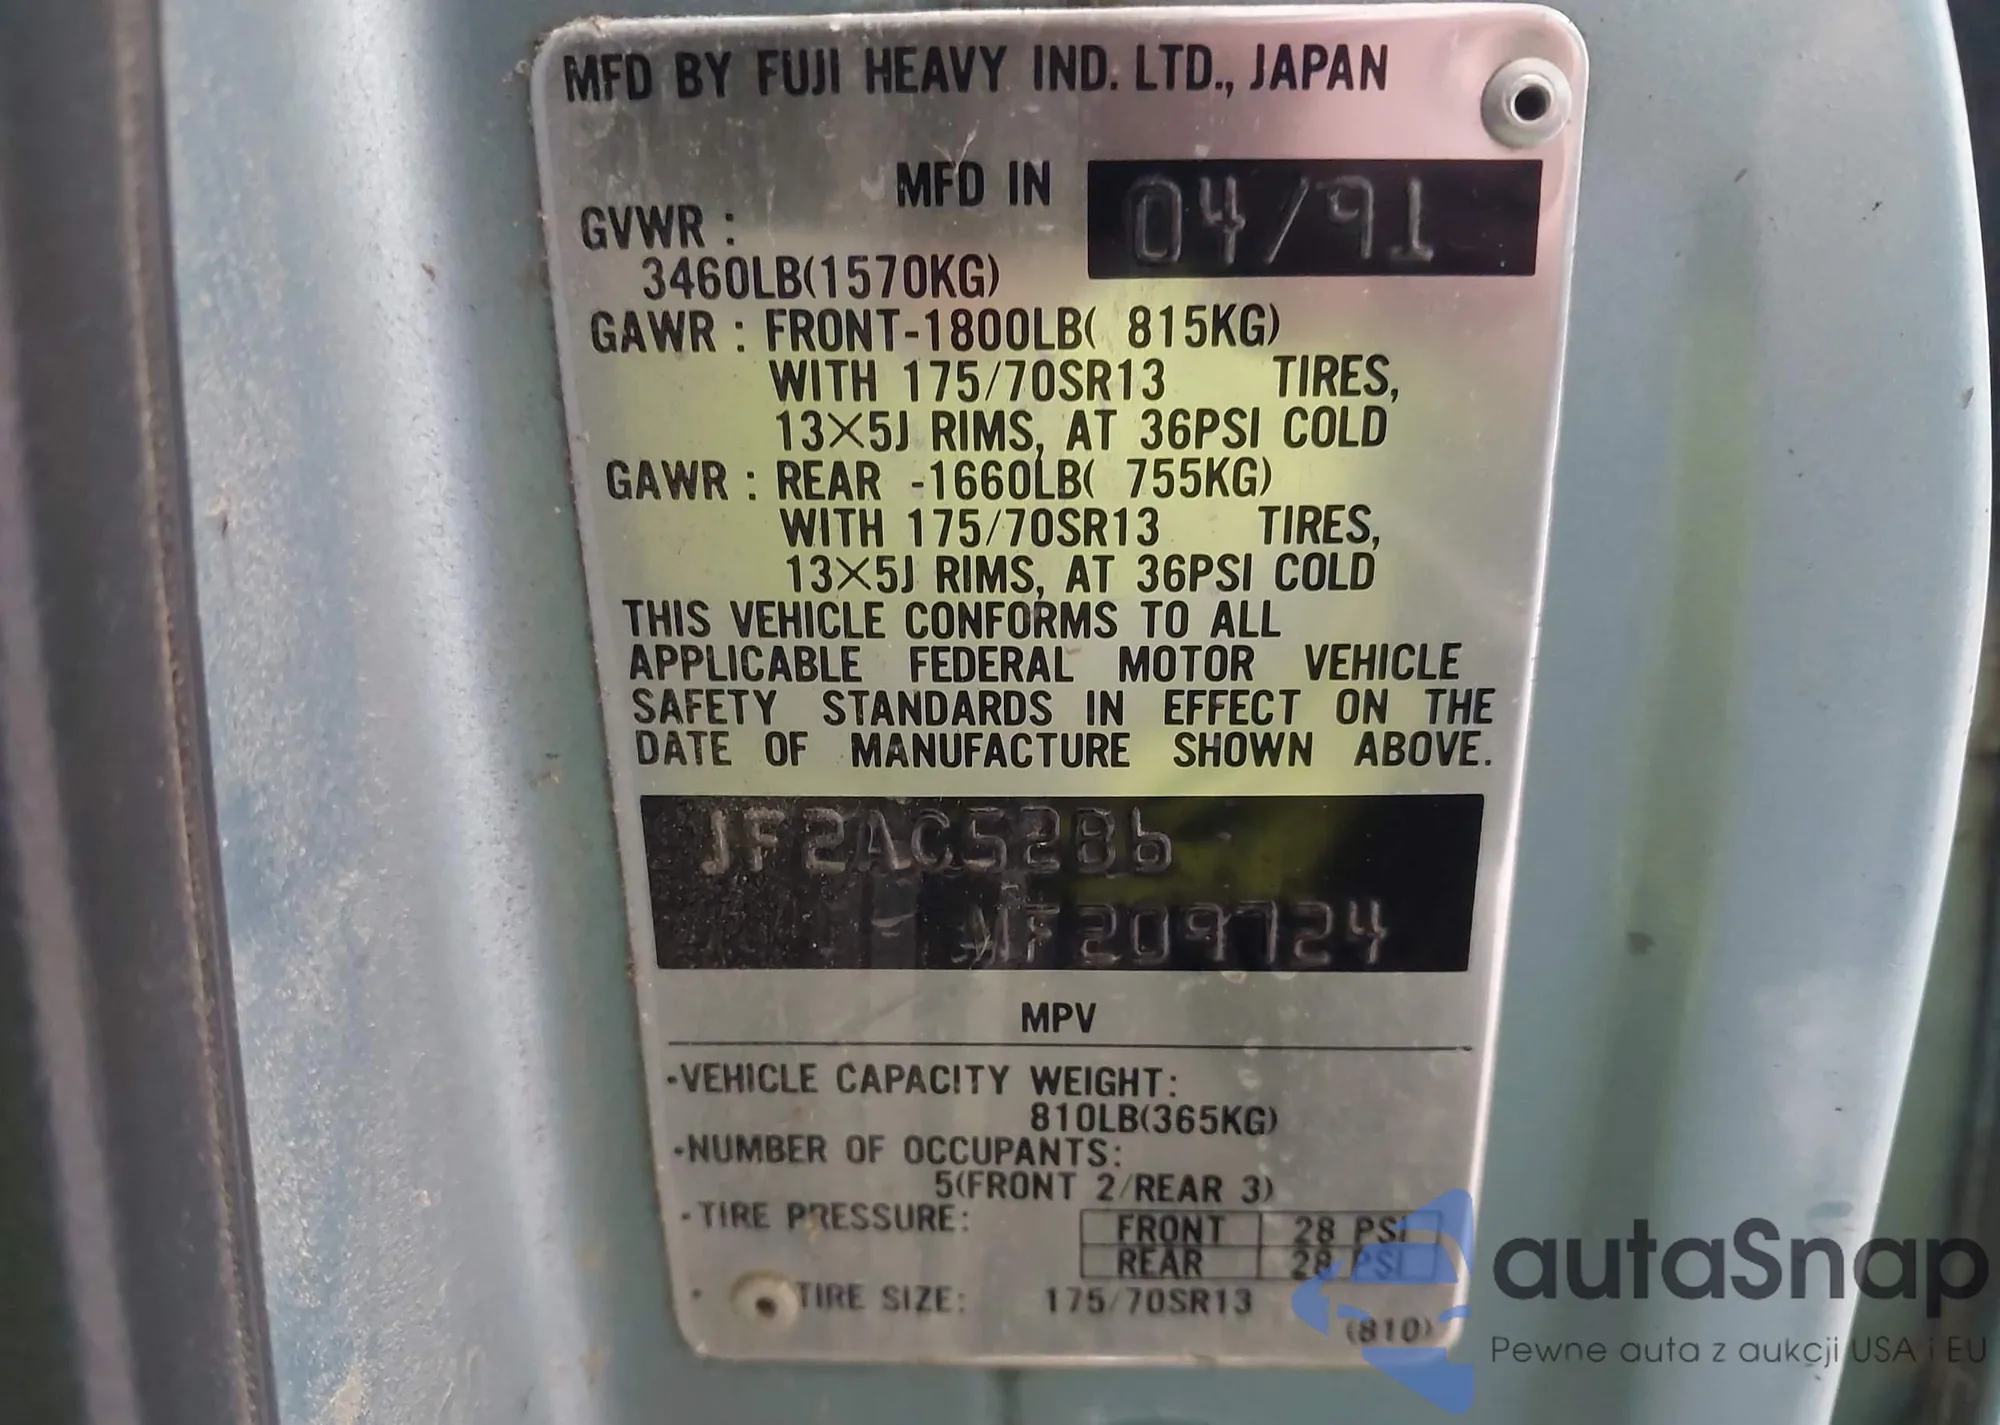 MFD BY FUJI HEAVY IND. LTD., JAPAN
MFD IN 04/91
GVWR :
3460LB(1570KG)
GAWR : FRONT-1800LB( 815KG)
WITH 175/70SR13 TIRES,
13×5J RIMS, AT 36PSI COLD
GAWR : REAR -1660LB( 755KG)
WITH 175/70SR13 TIRES,
13×5J RIMS, AT 36PSI COLD
THIS VEHICLE CONFORMS TO ALL
APPLICABLE FEDERAL MOTOR VEHICLE
SAFETY STANDARDS IN EFFECT ON THE
DATE OF MANUFACTURE SHOWN ABOVE.
JF2AC52B6
MF209724
MPV
·VEHICLE CAPACITY WEIGHT:
810LB(365KG)
·NUMBER OF OCCUPANTS:
5(FRONT 2/REAR 3)
·TIRE PRESSURE:
FRONT 28 PSI
REAR 28 PSI
· TIRE SIZE: 175/70SR13
(810)
autaSnap
Pewne auta z aukcji USA i EU